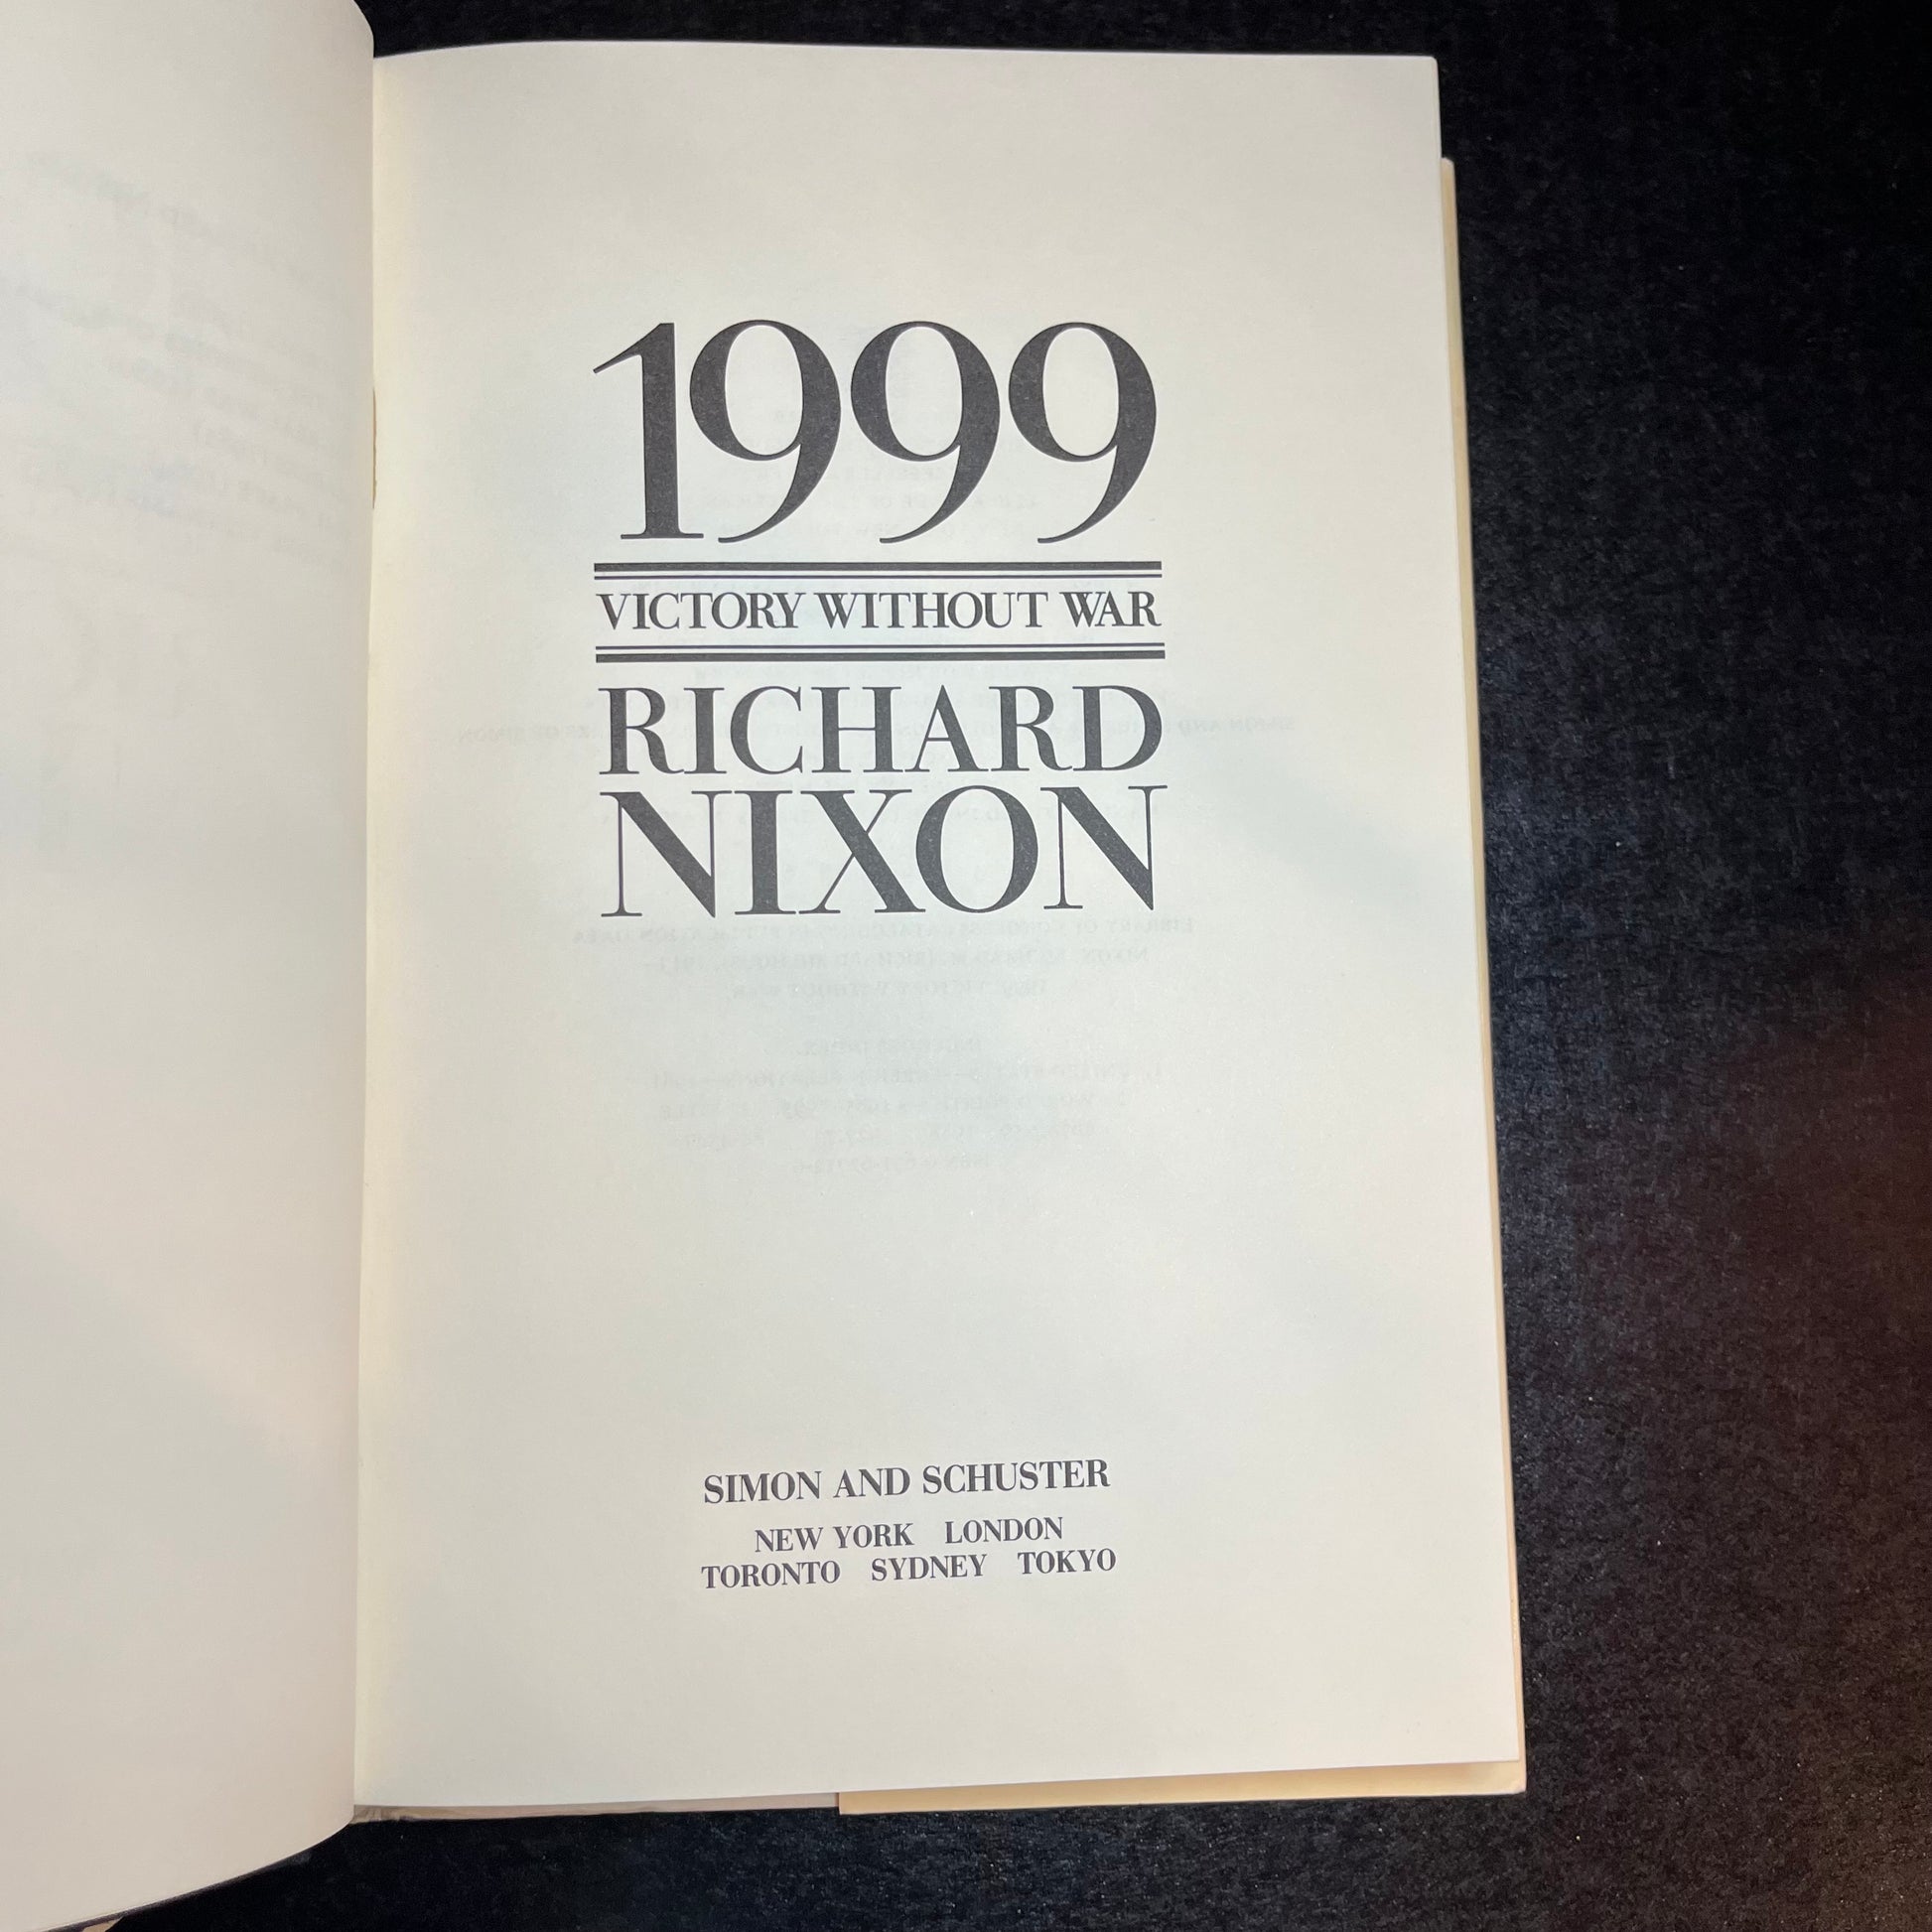 1999
VICTORY WITHOUT WAR
RICHARD
NIXON
SIMON AND SCHUSTER
NEW YORK LONDON
TORONTO SYDNEY TOKYO